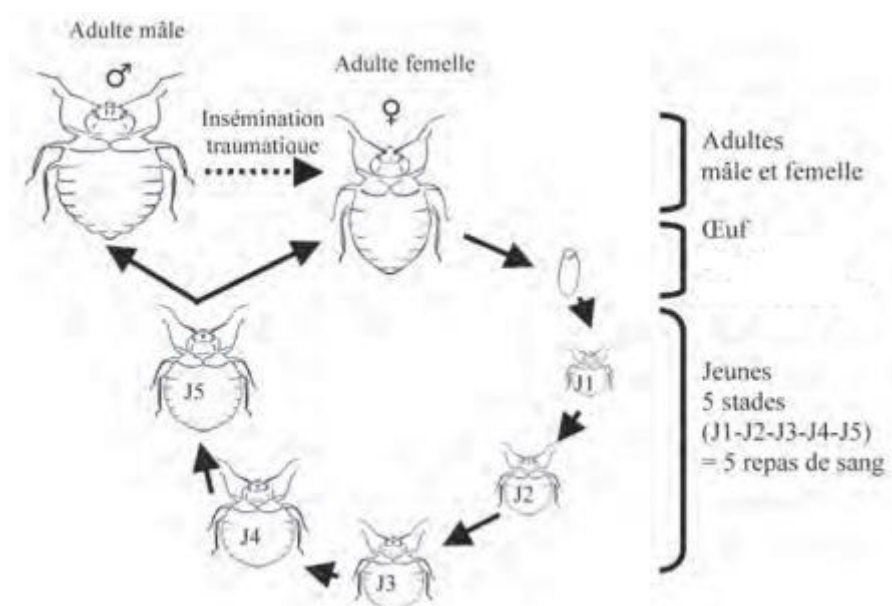 Adulte mâle
♂
Adulte femelle
♀
Insémination
traumatique
Adultes
mâle et femelle
Œuf
J1
J2
J3
J4
J5
Jeunes
5 stades
(J1-J2-J3-J4-J5)
= 5 repas de sang